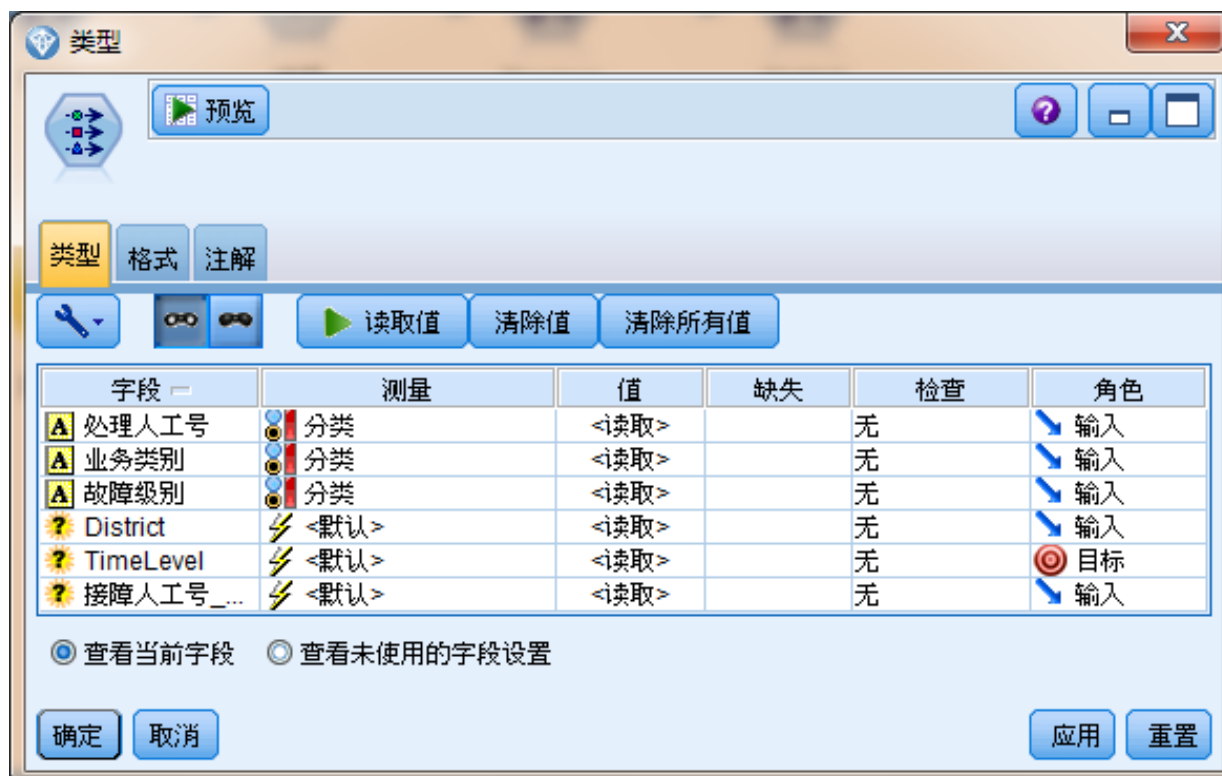 类型
预览
类型 格式 注解
读取值 清除值 清除所有值
字段 测量 值 缺失 检查 角色
A 处理人工号 分类 <读取> 无 输入
A 业务类别 分类 <读取> 无 输入
A 故障级别 分类 <读取> 无 输入
? District <默认> <读取> 无 输入
? TimeLevel <默认> <读取> 无 目标
? 接障人工号_... <默认> <读取> 无 输入
查看当前字段 查看未使用的字段设置
确定 取消 应用 重置